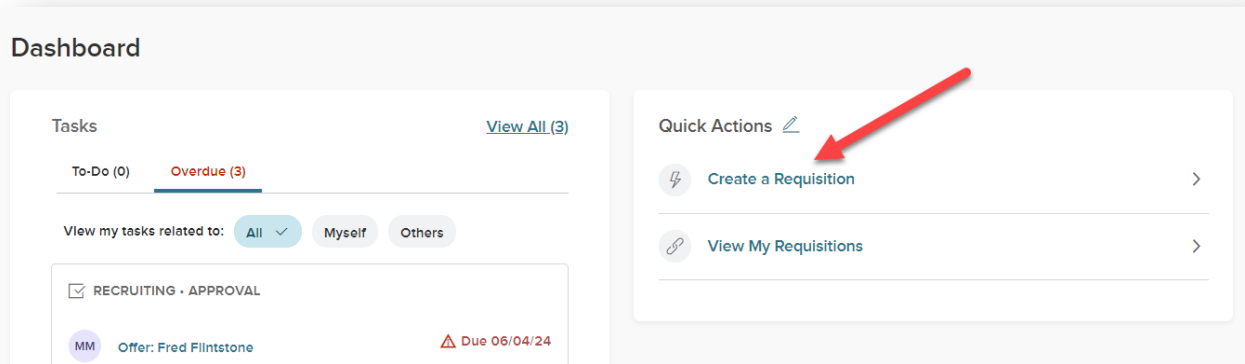 Dashboard
Tasks
View All (3)
To-Do (0)
Overdue (3)
View my tasks related to:
All
Myself
Others
RECRUITING • APPROVAL
MM
Offer: Fred Flintstone
Due 06/04/24
Quick Actions
Create a Requisition
View My Requisitions